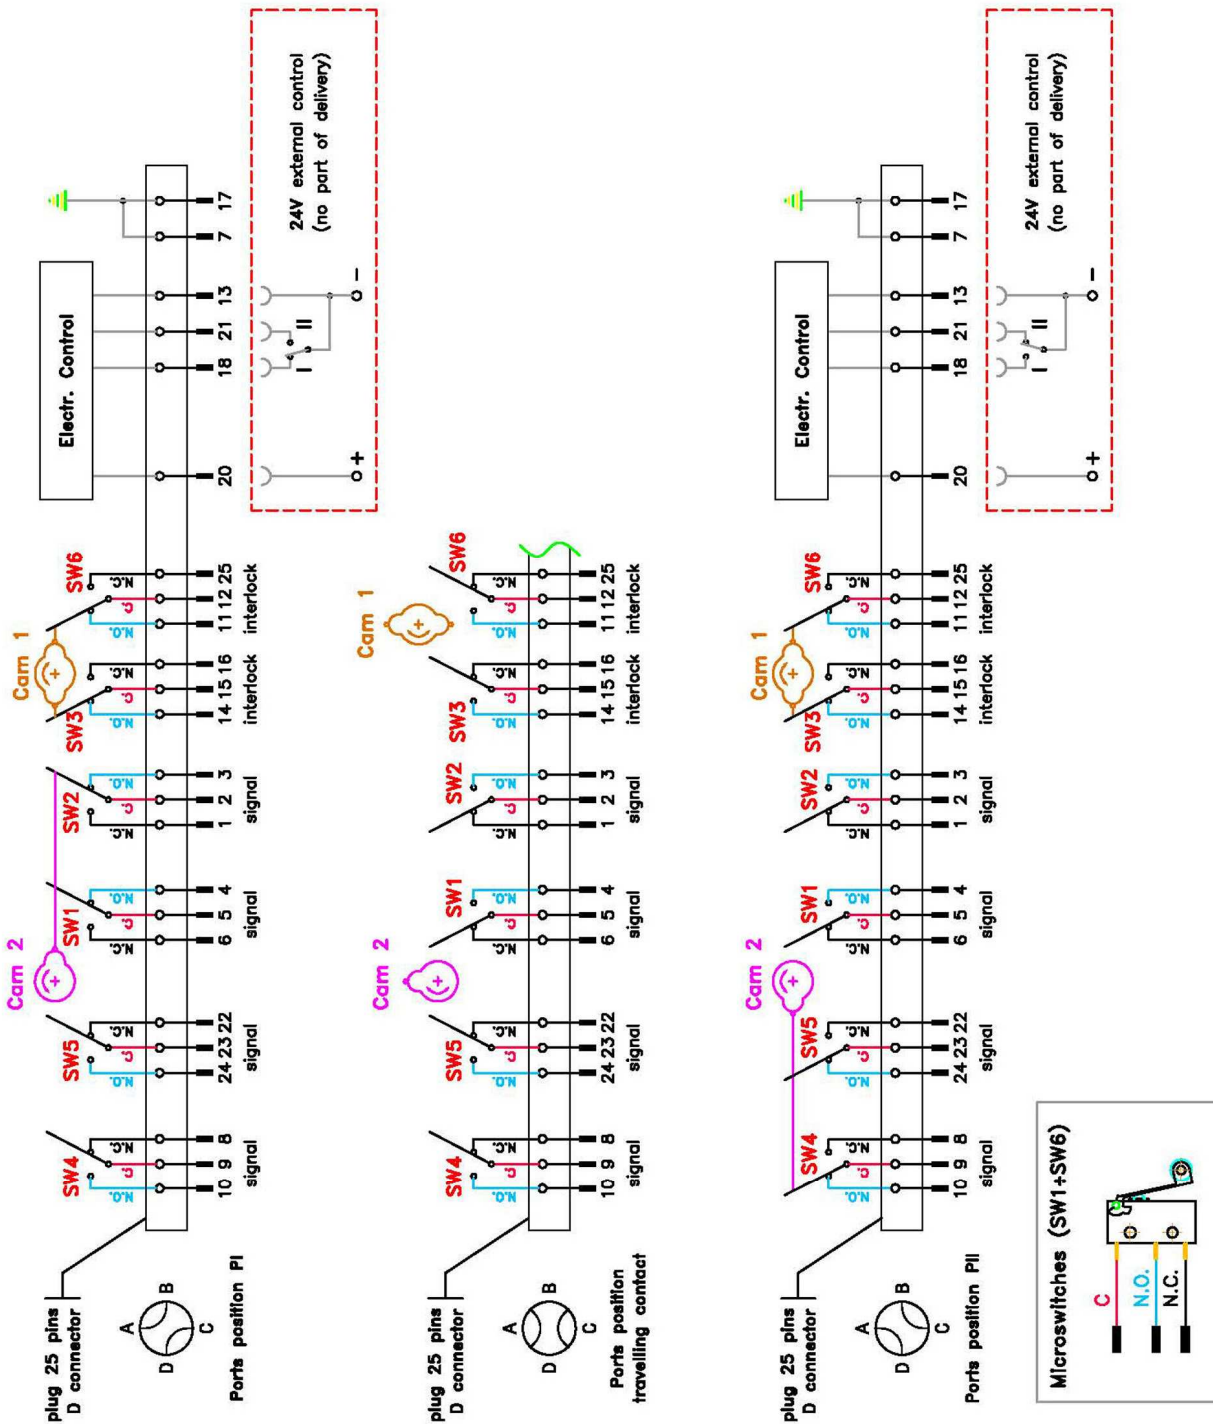 Cam 2
Cam 1
plug 25 pins
D connector
SW4
SW5
SW1
SW2
SW3
SW6
Electr. Control
N.O. C N.C.
N.O. C N.C.
N.C. C N.O.
N.C. C N.O.
N.O. C N.C.
N.O. C N.C.
A
D B
C
Ports position PI
10 9 8
24 23 22
6 5 4
1 2 3
14 15 16
11 12 25
20
18
21
13
7
17
signal
signal
signal
signal
interlock
interlock
I II
+ -
24V external control
(no part of delivery)
Cam 2
Cam 1
plug 25 pins
D connector
SW4
SW5
SW1
SW2
SW3
SW6
N.O. C N.C.
N.O. C N.C.
N.C. C N.O.
N.C. C N.O.
N.O. C N.C.
N.O. C N.C.
A
D B
C
Ports position
travelling contact
10 9 8
24 23 22
6 5 4
1 2 3
14 15 16
11 12 25
signal
signal
signal
signal
interlock
interlock
Cam 2
Cam 1
plug 25 pins
D connector
SW4
SW5
SW1
SW2
SW3
SW6
Electr. Control
N.O. C N.C.
N.O. C N.C.
N.C. C N.O.
N.C. C N.O.
N.O. C N.C.
N.O. C N.C.
A
D B
C
Ports position PII
10 9 8
24 23 22
6 5 4
1 2 3
14 15 16
11 12 25
20
18
21
13
7
17
signal
signal
signal
signal
interlock
interlock
I II
+ -
24V external control
(no part of delivery)
Microswitches (SW1÷SW6)
C
N.O.
N.C.